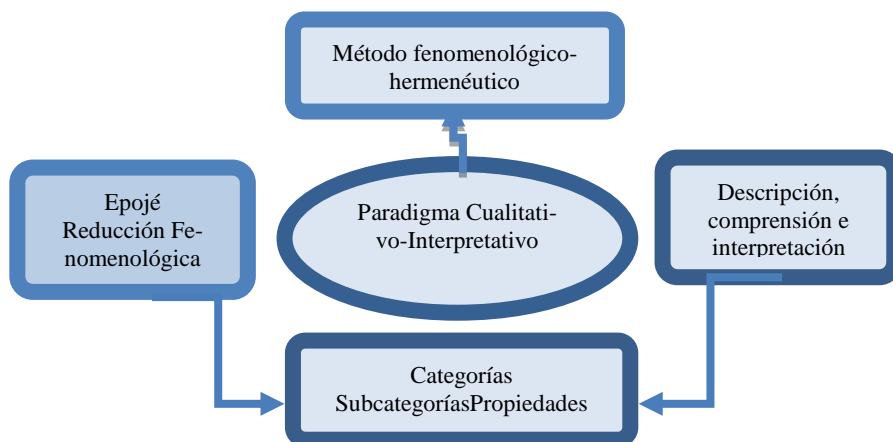 Método fenomenológico-
hermenéutico
Epojé
Reducción Fe-
nomenológica
Paradigma Cualitati-
vo-Interpretativo
Descripción,
comprensión e
interpretación
Categorías
SubcategoríasPropiedades